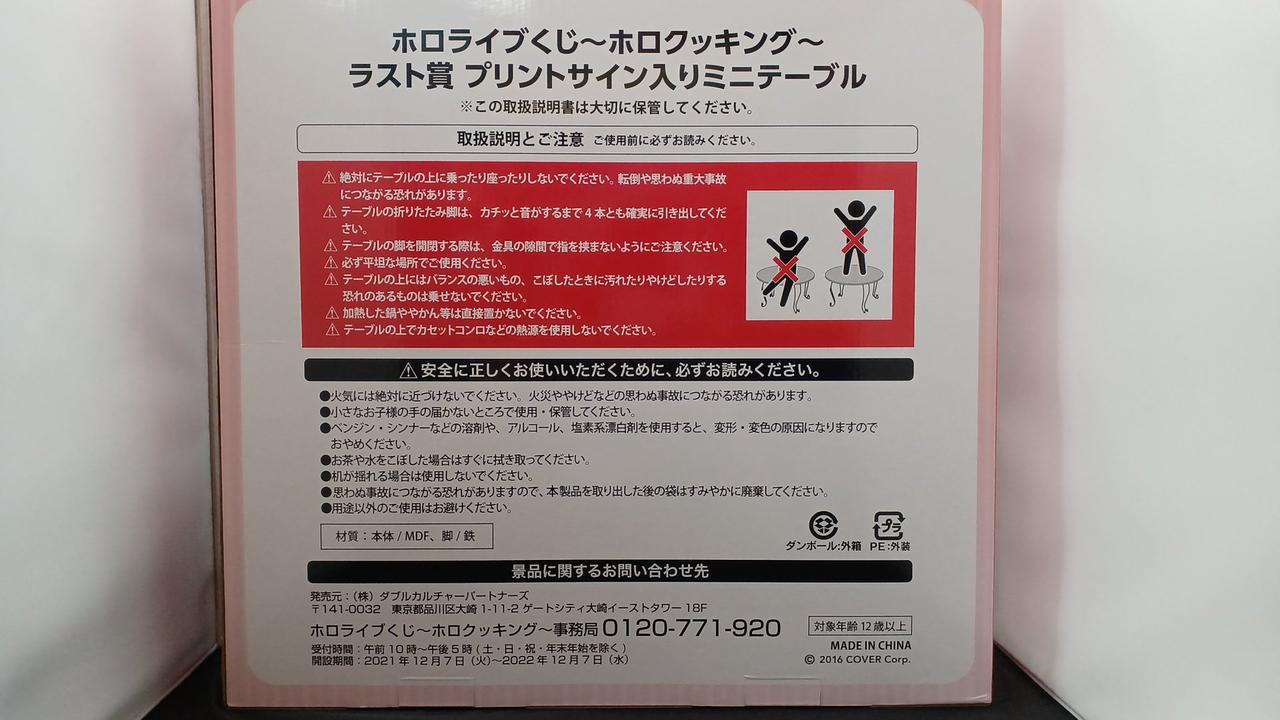 ホロライブくじ～ホロクッキング～
ラスト賞 プリントサイン入りミニテーブル
※この取扱説明書は大切に保管してください。
取扱説明とご注意 ご使用前に必ずお読みください。
⚠ 絶対にテーブルの上に乗ったり座ったりしないでください。転倒や思わぬ重大事故
につながる恐れがあります。
⚠ テーブルの折りたたみ脚は、カチッと音がするまで 4 本とも確実に引き出してくだ
さい。
⚠ テーブルの脚を開閉する際は、金具の隙間で指を挟まないようにご注意ください。
⚠ 必ず平坦な場所でご使用ください。
⚠ テーブルの上にはバランスの悪いもの、こぼしたときに汚れたりやけどしたりする
恐れのあるものは乗せないでください。
⚠ 加熱した鍋ややかん等は直接置かないでください。
⚠ テーブルの上でカセットコンロなどの熱源を使用しないでください。
⚠ 安全に正しくお使いいただくために、必ずお読みください。
●火気には絶対に近づけないでください。火災ややけどなどの思わぬ事故につながる恐れがあります。
●小さなお子様の手の届かないところで使用・保管してください。
●ベンジン・シンナーなどの溶剤や、アルコール、塩素系漂白剤を使用すると、変形・変色の原因になりますので
おやめください。
●お茶や水をこぼした場合はすぐに拭き取ってください。
●机が揺れる場合は使用しないでください。
●思わぬ事故につながる恐れがありますので、本製品を取り出した後の袋はすみやかに廃棄してください。
●用途以外のご使用はお避けください。
材質：本体 / MDF、脚 / 鉄
プラ
ダンボール:外箱 PE:外装
景品に関するお問い合わせ先
発売元：（株）ダブルカルチャーパートナーズ
〒141-0032 東京都品川区大崎 1-11-2 ゲートシティ大崎イーストタワー 18F
ホロライブくじ～ホロクッキング～事務局 0120-771-920
対象年齢 12 歳以上
受付時間：午前 10 時～午後 5 時 ( 土・日・祝・年末年始を除く )
MADE IN CHINA
開設期間：2021 年 12 月 7 日（火）～2022 年 12 月 7 日（水）
© 2016 COVER Corp.